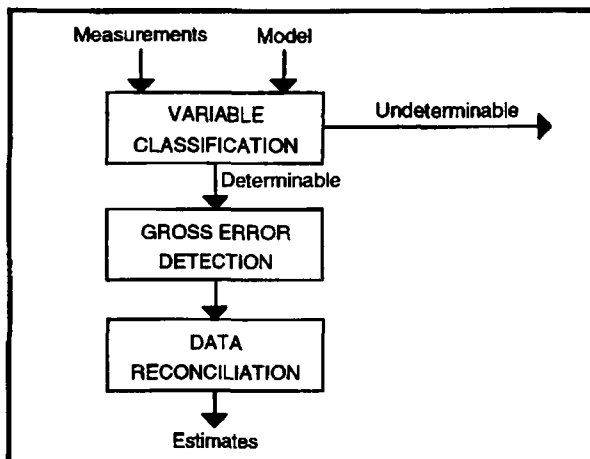 Measurements
Model
VARIABLE
CLASSIFICATION
Undeterminable
Determinable
GROSS ERROR
DETECTION
DATA
RECONCILIATION
Estimates